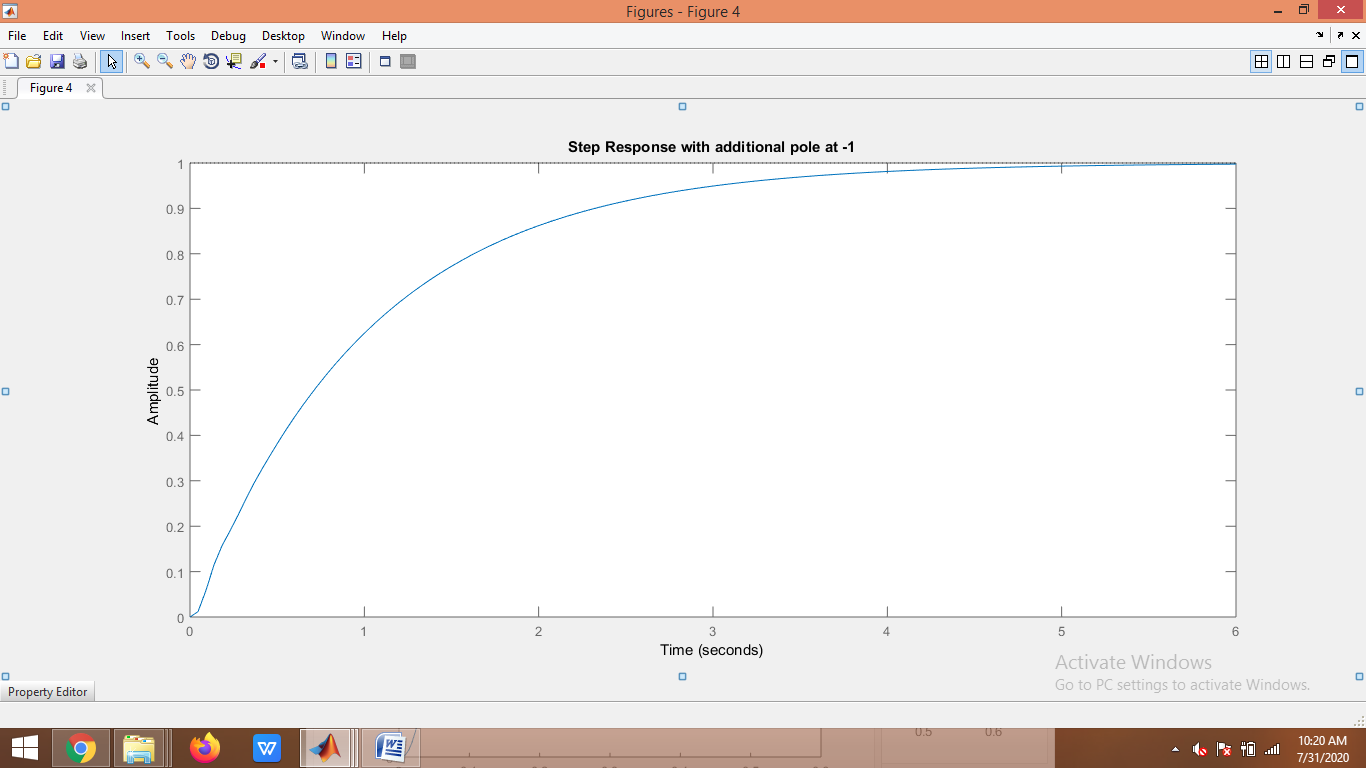 Figures - Figure 4
File Edit View Insert Tools Debug Desktop Window Help
Figure 4
Step Response with additional pole at -1
1
0.9
0.8
0.7
0.6
0.5
0.4
0.3
0.2
0.1
0
Amplitude
0 1 2 3 4 5 6
Time (seconds)
Activate Windows
Go to PC settings to activate Windows.
Property Editor
0.5 0.6
10:20 AM
7/31/2020